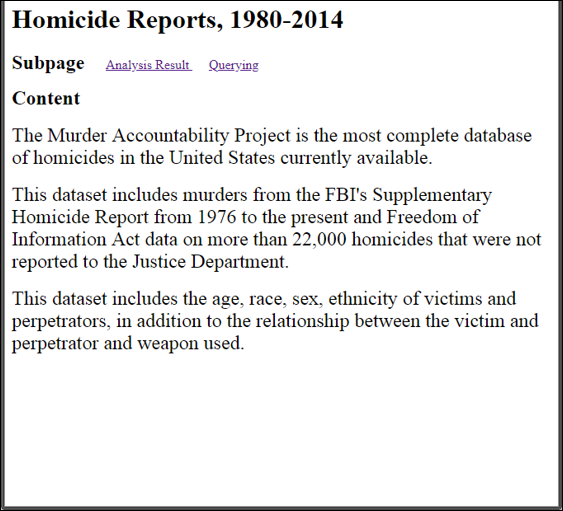 Homicide Reports, 1980-2014
Subpage Analysis Result Querying
Content
The Murder Accountability Project is the most complete database
of homicides in the United States currently available.
This dataset includes murders from the FBI's Supplementary
Homicide Report from 1976 to the present and Freedom of
Information Act data on more than 22,000 homicides that were not
reported to the Justice Department.
This dataset includes the age, race, sex, ethnicity of victims and
perpetrators, in addition to the relationship between the victim and
perpetrator and weapon used.